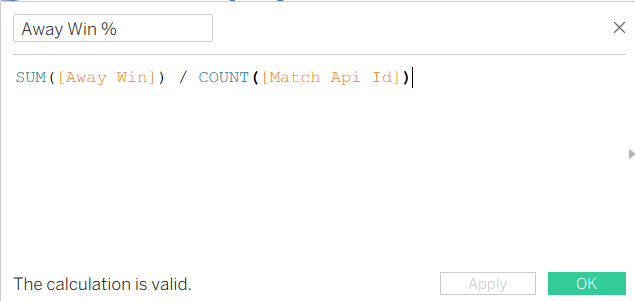 Away Win %
SUM([Away Win]) / COUNT([Match Api Id])
The calculation is valid.
Apply
OK